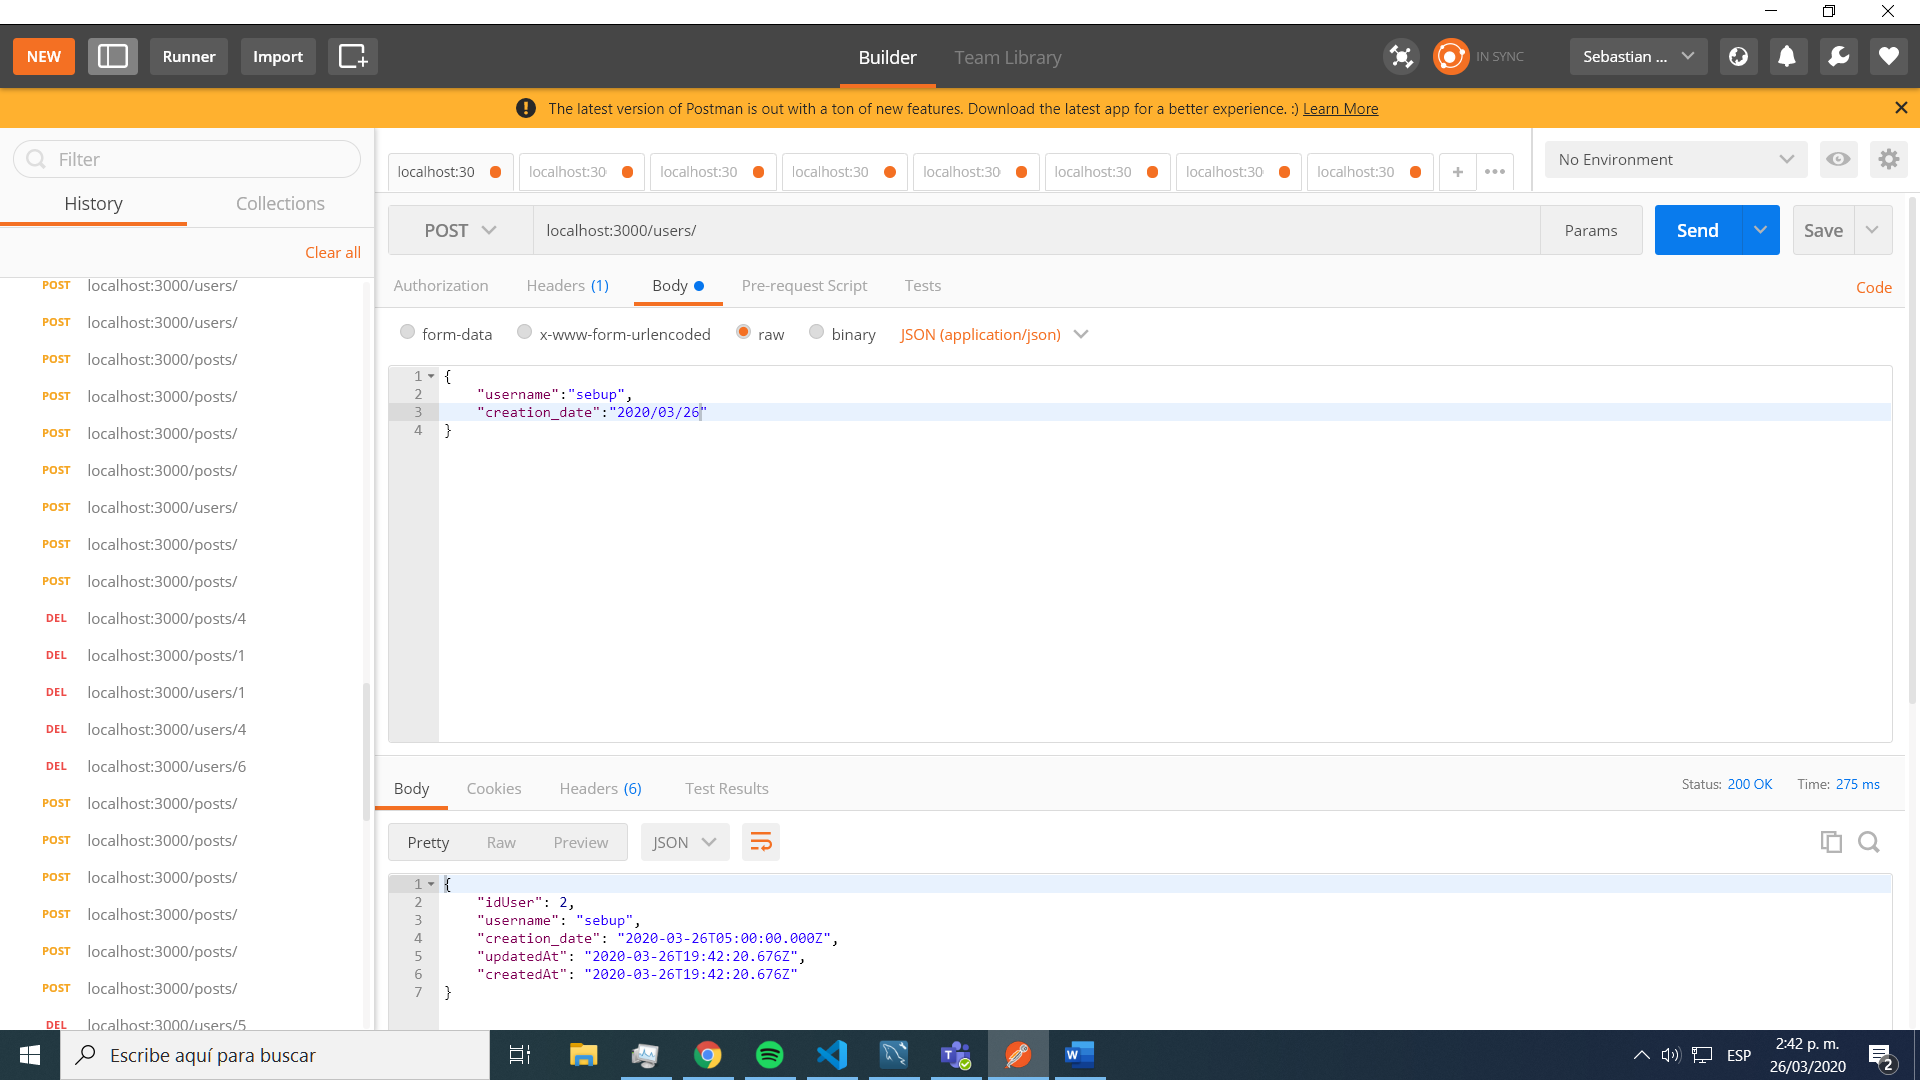 NEW
Runner
Import
Builder
Team Library
IN SYNC
Sebastian ...
The latest version of Postman is out with a ton of new features. Download the latest app for a better experience. :) Learn More
Filter
History
Collections
Clear all
POST localhost:3000/users/
POST localhost:3000/users/
POST localhost:3000/posts/
POST localhost:3000/posts/
POST localhost:3000/posts/
POST localhost:3000/posts/
POST localhost:3000/users/
POST localhost:3000/posts/
POST localhost:3000/posts/
DEL localhost:3000/posts/4
DEL localhost:3000/posts/1
DEL localhost:3000/users/1
DEL localhost:3000/users/4
DEL localhost:3000/users/6
POST localhost:3000/posts/
POST localhost:3000/posts/
POST localhost:3000/posts/
POST localhost:3000/posts/
POST localhost:3000/posts/
POST localhost:3000/posts/
DEL localhost:3000/users/5
localhost:30 localhost:30 localhost:30 localhost:30 localhost:30 localhost:30 localhost:30 localhost:30 + •••
No Environment
POST localhost:3000/users/ Params Send Save
Authorization Headers (1) Body Pre-request Script Tests Code
form-data x-www-form-urlencoded raw binary JSON (application/json)
1 {
2 "username":"sebup",
3 "creation_date":"2020/03/26"
4 }
Body Cookies Headers (6) Test Results Status: 200 OK Time: 275 ms
Pretty Raw Preview JSON
1 {
2 "idUser": 2,
3 "username": "sebup",
4 "creation_date": "2020-03-26T05:00:00.000Z",
5 "updatedAt": "2020-03-26T19:42:20.676Z",
6 "createdAt": "2020-03-26T19:42:20.676Z"
7 }
Escribe aquí para buscar
ESP
2:42 p. m.
26/03/2020
2